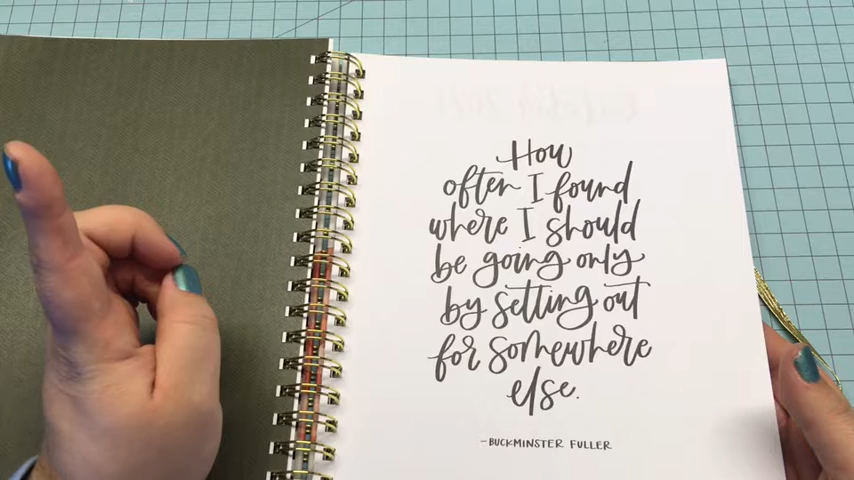 How
often I found
where I should
be going only
by setting out
for somewhere
else.
-BUCKMINSTER FULLER